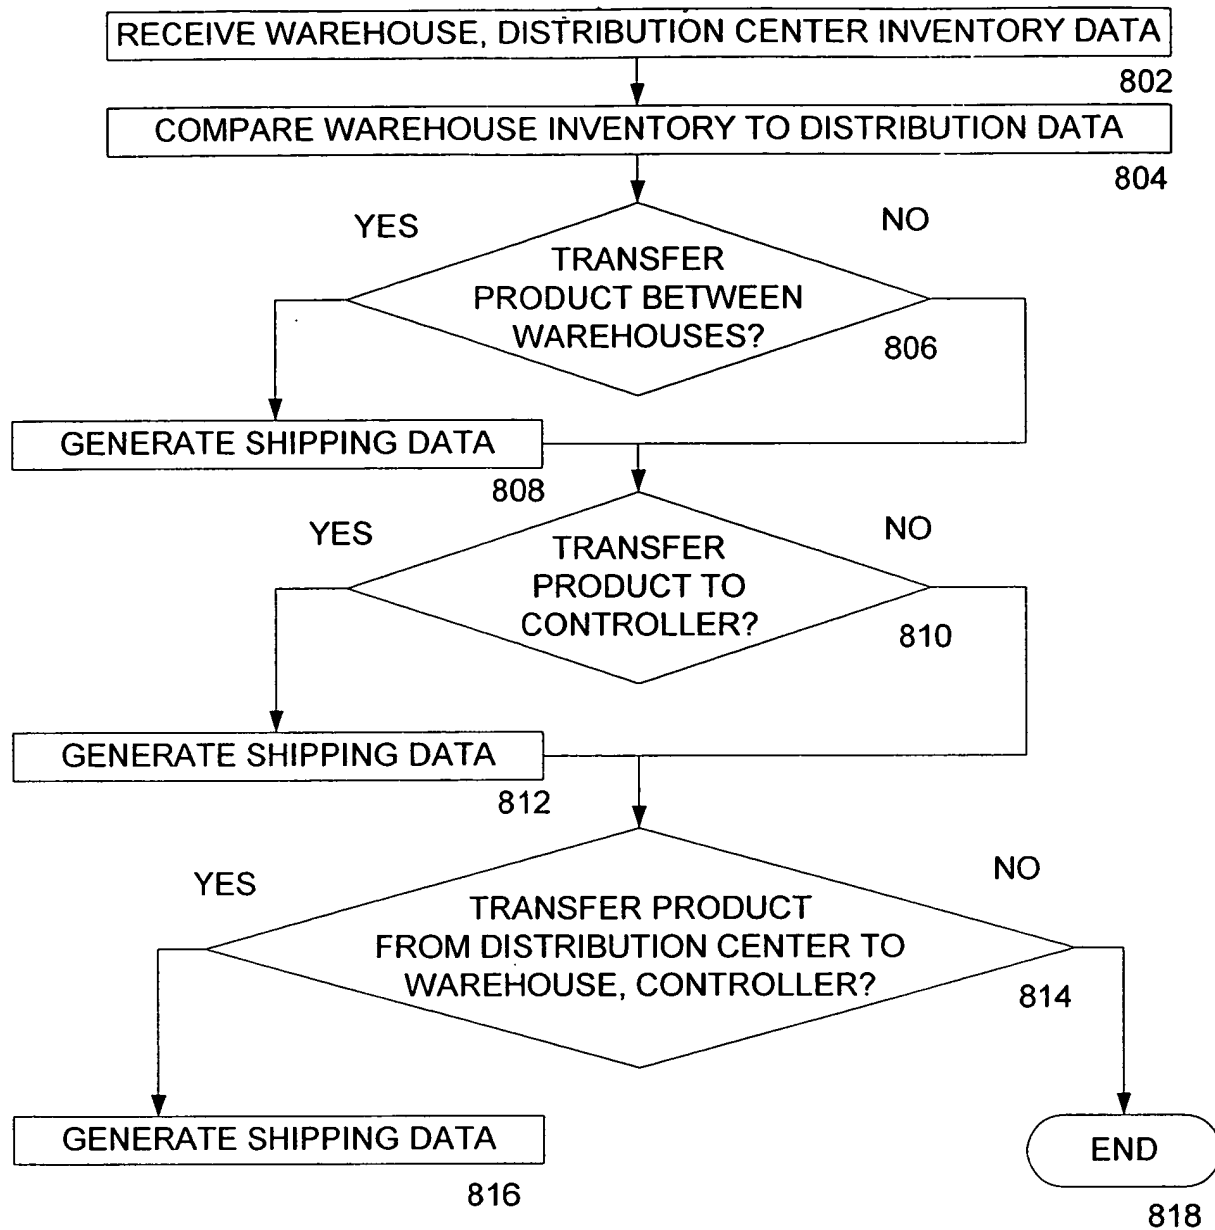 RECEIVE WAREHOUSE, DISTRIBUTION CENTER INVENTORY DATA
802
COMPARE WAREHOUSE INVENTORY TO DISTRIBUTION DATA
804
YES
NO
TRANSFER
PRODUCT BETWEEN
WAREHOUSES?
806
GENERATE SHIPPING DATA
808
YES
NO
TRANSFER
PRODUCT TO
CONTROLLER?
810
GENERATE SHIPPING DATA
812
YES
NO
TRANSFER PRODUCT
FROM DISTRIBUTION CENTER TO
WAREHOUSE, CONTROLLER?
814
GENERATE SHIPPING DATA
816
END
818